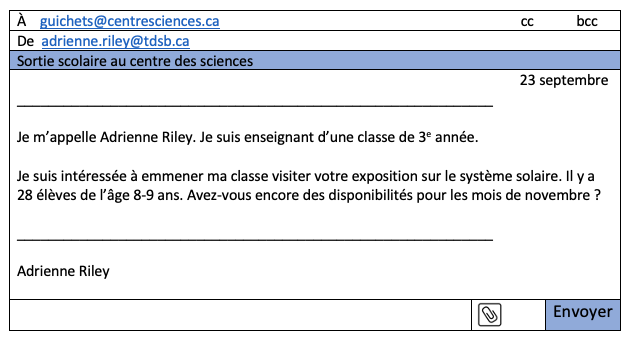 À guichets@centresciences.ca cc bcc
De adrienne.riley@tdsb.ca
Sortie scolaire au centre des sciences
23 septembre
Je m’appelle Adrienne Riley. Je suis enseignant d’une classe de 3e année.
Je suis intéressée à emmener ma classe visiter votre exposition sur le système solaire. Il y a
28 élèves de l’âge 8-9 ans. Avez-vous encore des disponibilités pour les mois de novembre ?
Adrienne Riley
Envoyer